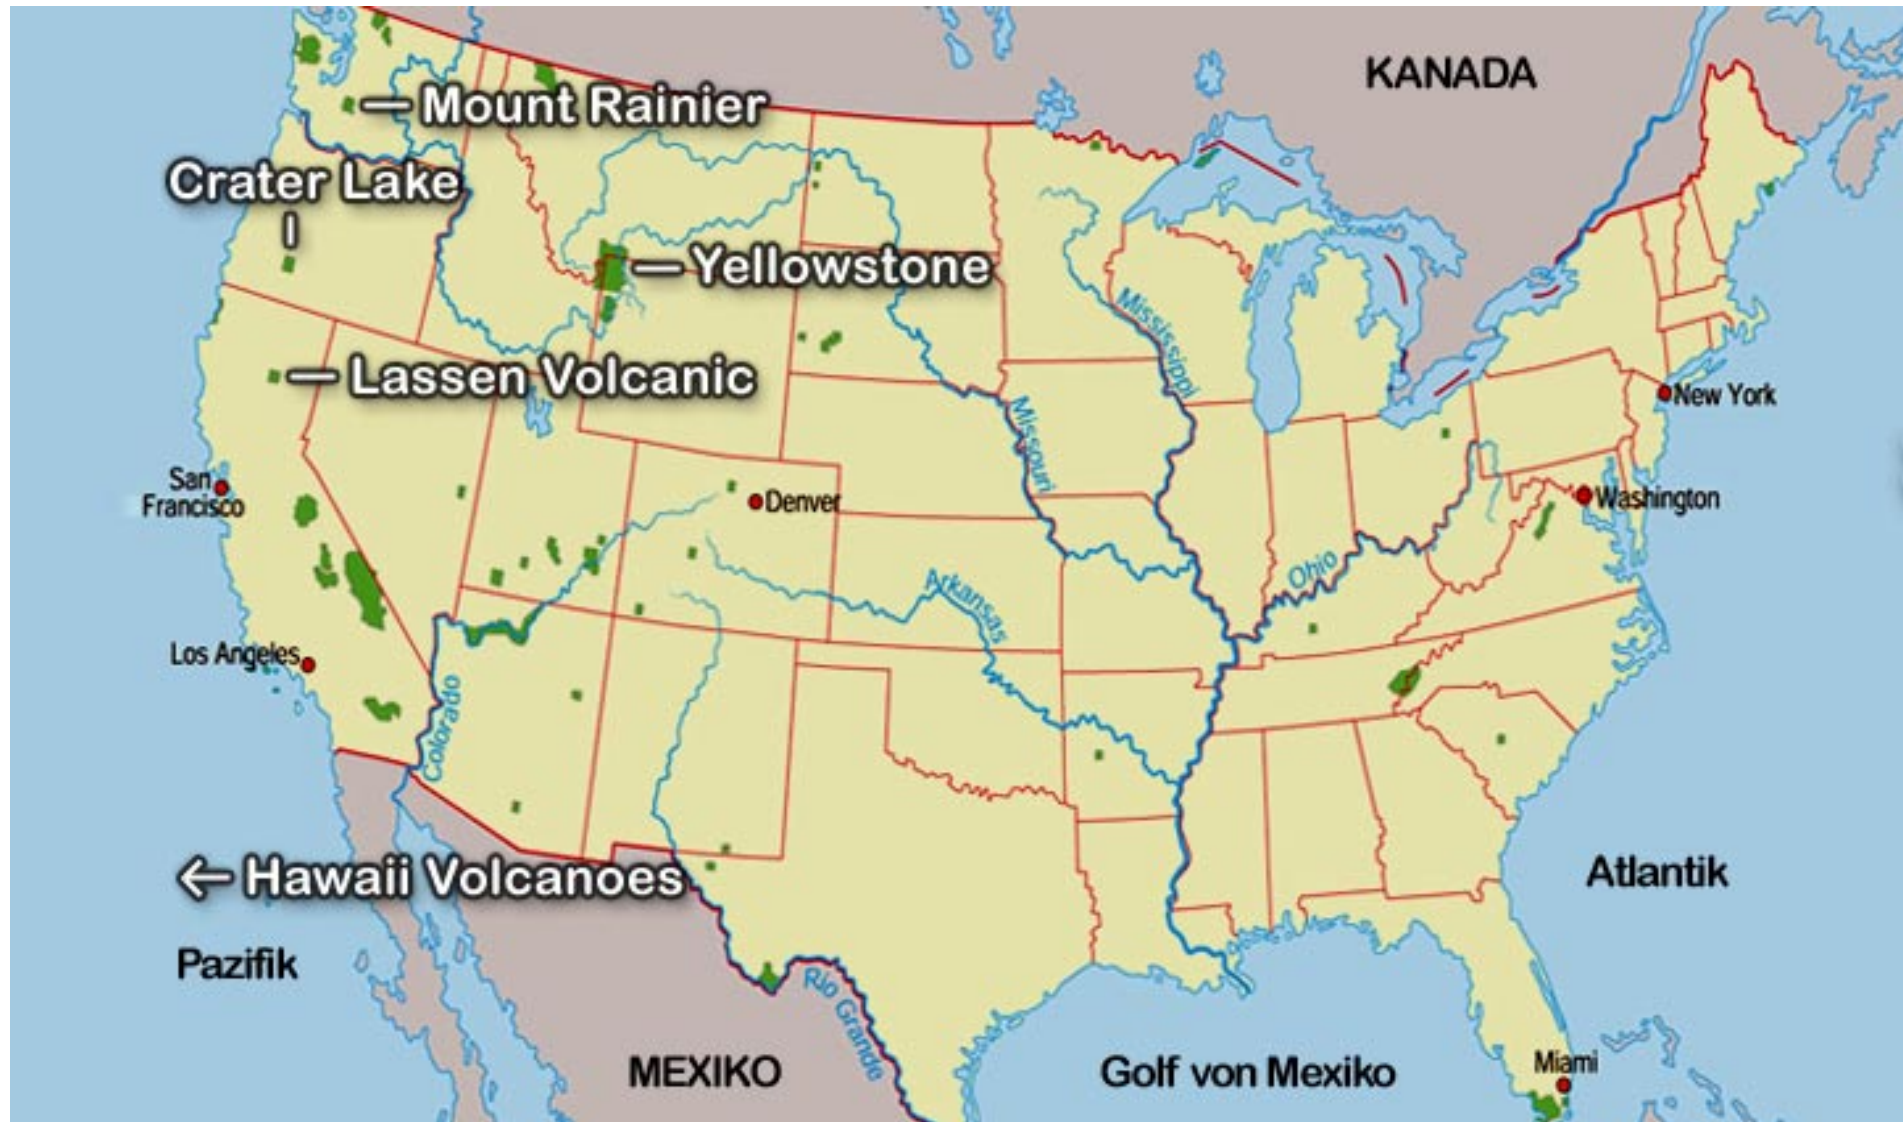 KANADA
Mount Rainier
Crater Lake
Yellowstone
Mississippi
Lassen Volcanic
New York
Missouri
San
Francisco
Denver
Washington
Ohio
Arkansas
Los Angeles
Colorado
Hawaii Volcanoes
Atlantik
Pazifik
Rio Grande
MEXIKO
Golf von Mexiko
Miami